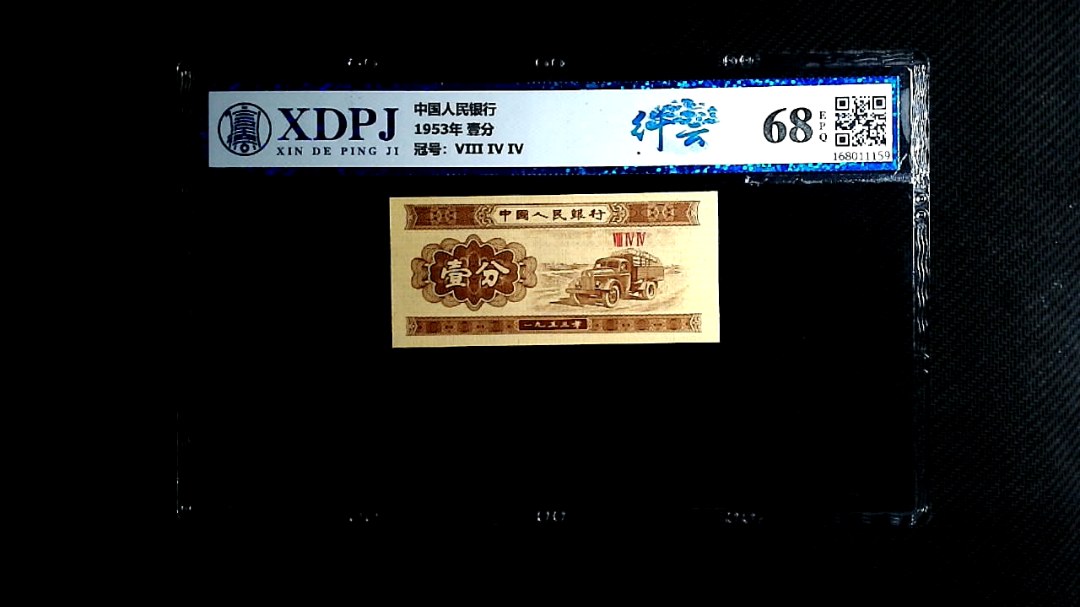 XDPJ
XIN DE PING JI
中国人民银行
1953年 壹分
冠号：VIII IV IV
68
EPQ
168011159
中國人民銀行
VIII IV IV
壹分
一九五三年